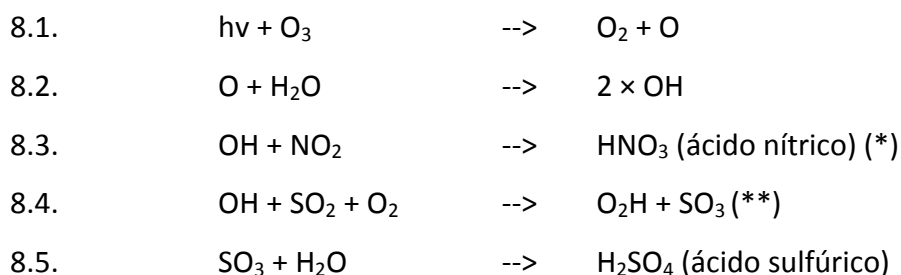 8.1. hv + O₃ --> O₂ + O
8.2. O + H₂O --> 2 × OH
8.3. OH + NO₂ --> HNO₃ (ácido nítrico) (*)
8.4. OH + SO₂ + O₂ --> O₂H + SO₃ (**)
8.5. SO₃ + H₂O --> H₂SO₄ (ácido sulfúrico)